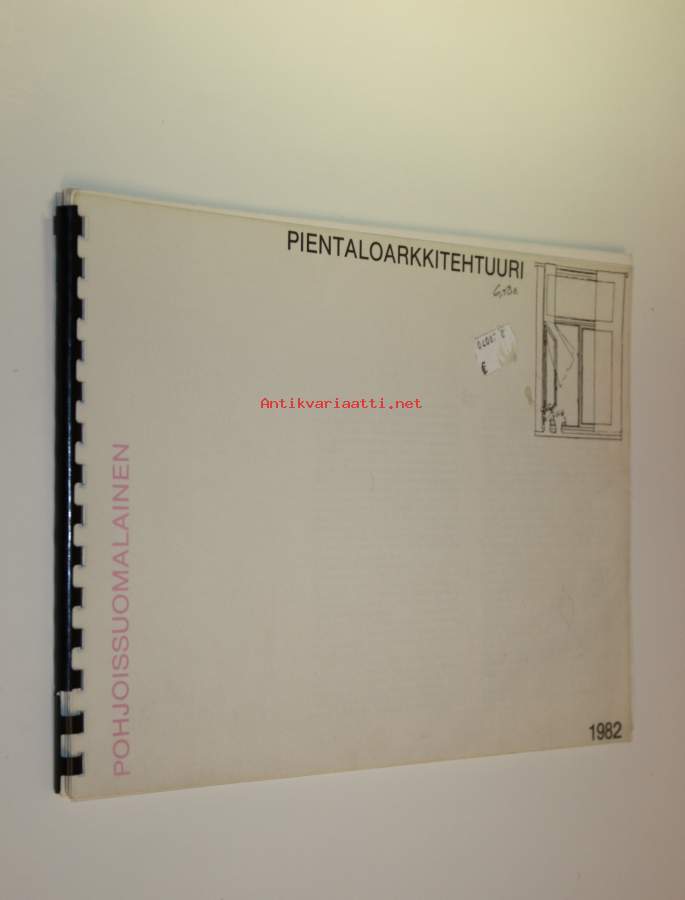 PIENTALOARKKITEHTUURI
POHJOISSUOMALAINEN
Antikvariaatti.net
1982